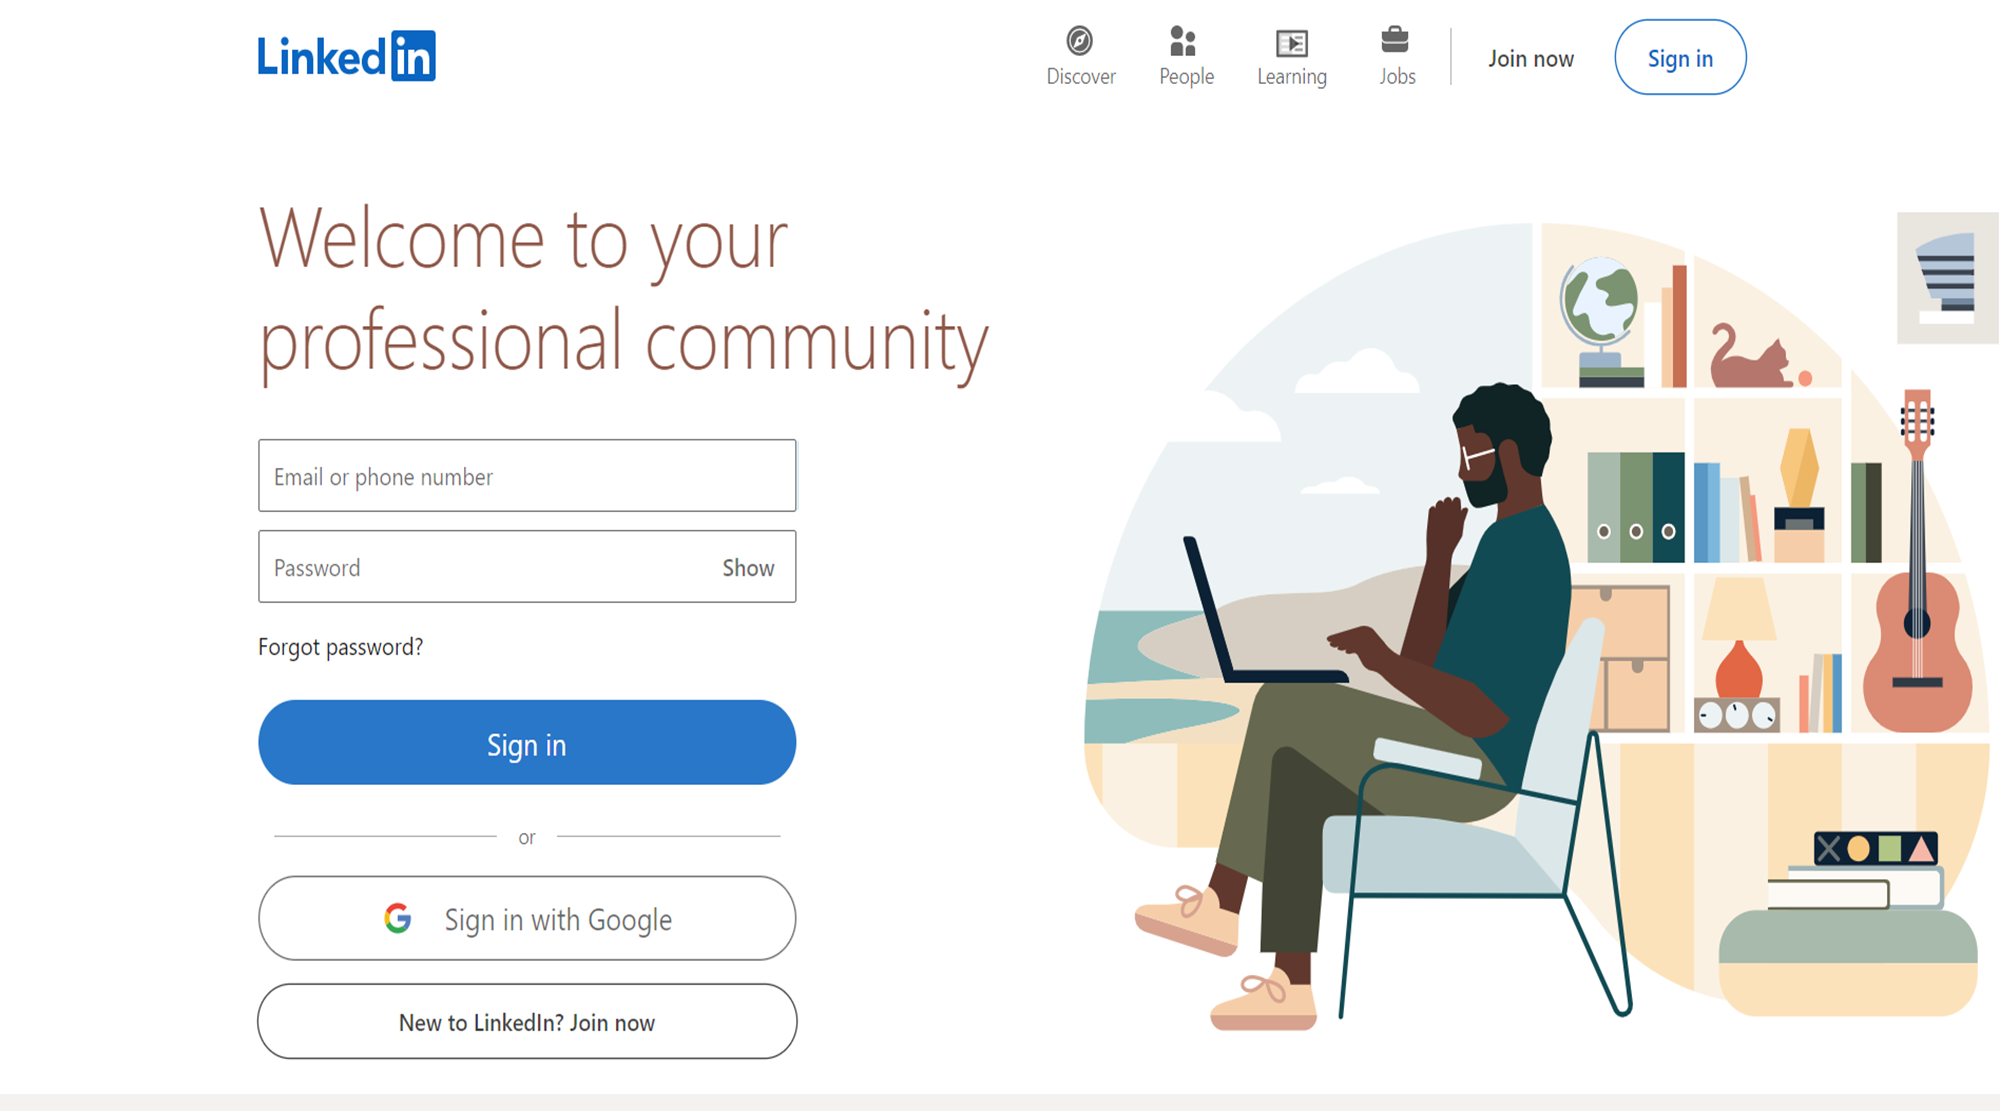 Linkedin
Discover
People
Learning
Jobs
Join now
Sign in
Welcome to your
professional community
Email or phone number
Password
Show
Forgot password?
Sign in
or
Sign in with Google
New to LinkedIn? Join now